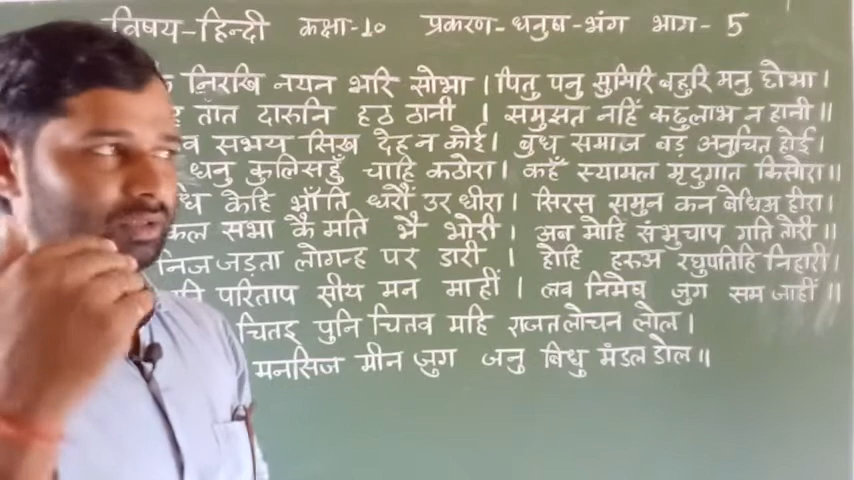 विषय-हिन्दी कक्षा-10 प्रकरण-धनुष-भंग भाग-5
निरखि नयन भरि सोभा । पितु पनु सुमिरि बहुरि मनु छोभा ।
तात दारुनि हठ ठानी । समुझत नहिं कछुलाभ न हानी ॥
सभय सिख देइ न कोई । बुध समाज बड़ अनुचित होई ।
धनु कुलिसहुँ चाहि कठोरा । कहँ स्यामल मृदुगात किसोरा ॥
केहि भाँति धरौं उर धीरा । सिरस सुमन कन बेधिअ हीरा ।
सभा कै मति भै भोरी । अब मोहि संभुचाप गति तोरी ॥
निज जड़ता लोगन्ह पर डारी । होहि हरुअ रघुपतिहि निहारी ।
परिताप सीय मन माहीं । लव निमेष जुग सम जाहीं ॥
चितइ पुनि चितव महि राजत लोचन लोल ।
मनसिज मीन जुग जनु बिधु मंडल डोल ॥